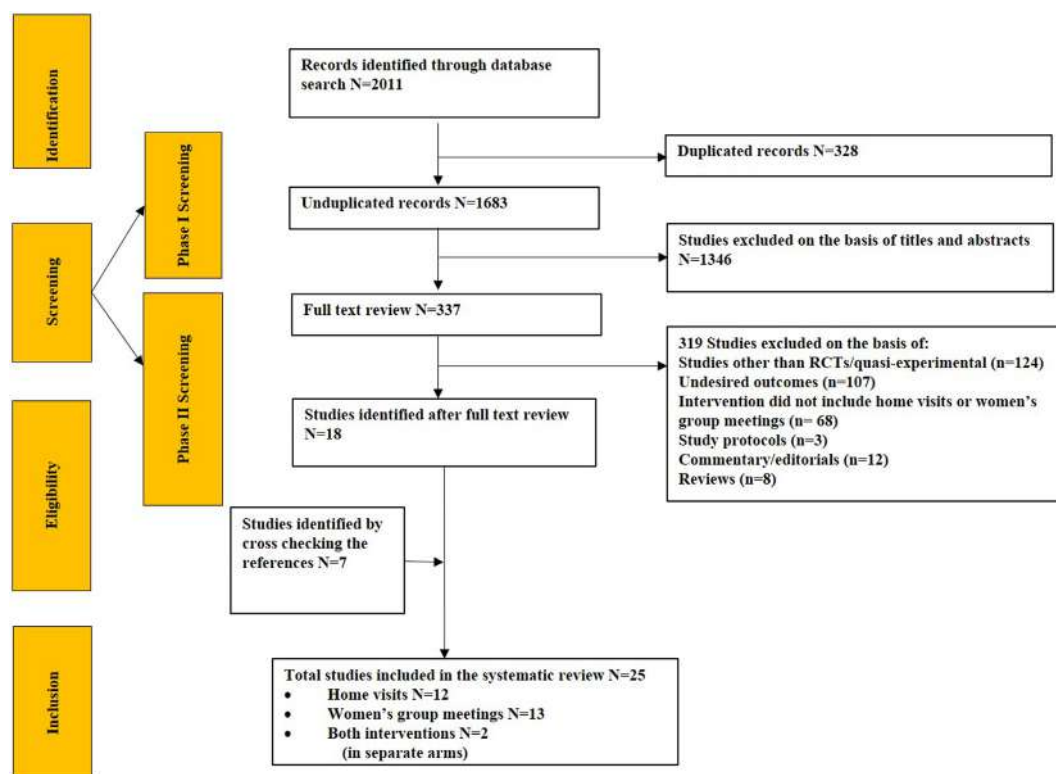 Identification
Records identified through database
search N=2011
Duplicated records N=328
Phase I Screening
Unduplicated records N=1683
Screening
Studies excluded on the basis of titles and abstracts
N=1346
Full text review N=337
Phase II Screening
319 Studies excluded on the basis of:
Studies other than RCTs/quasi-experimental (n=124)
Undesired outcomes (n=107)
Intervention did not include home visits or women's
group meetings (n= 68)
Study protocols (n=3)
Commentary/editorials (n=12)
Reviews (n=8)
Studies identified after full text review
N=18
Eligibility
Studies identified by
cross checking the
references N=7
Inclusion
Total studies included in the systematic review N=25
• Home visits N=12
• Women's group meetings N=13
• Both interventions N=2
(in separate arms)